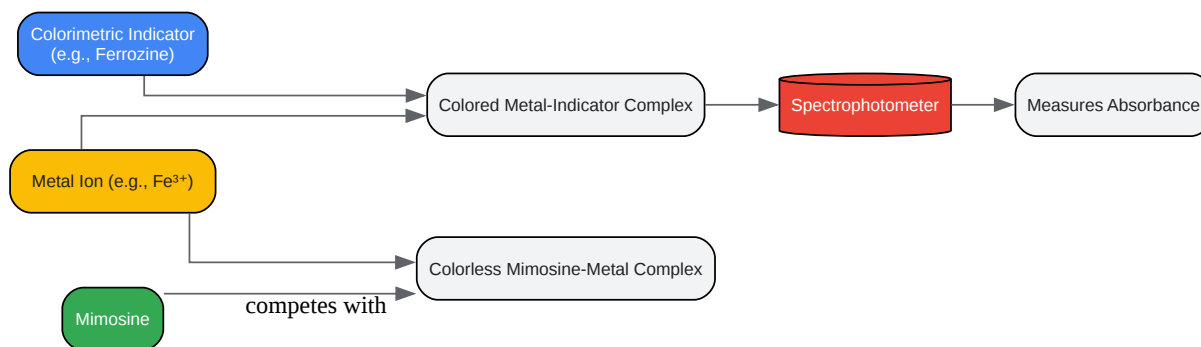 Colorimetric Indicator
(e.g., Ferrozine)
Colored Metal-Indicator Complex
Spectrophotometer
Measures Absorbance
Metal Ion (e.g., Fe³⁺)
Colorless Mimosine-Metal Complex
competes with
Mimosine